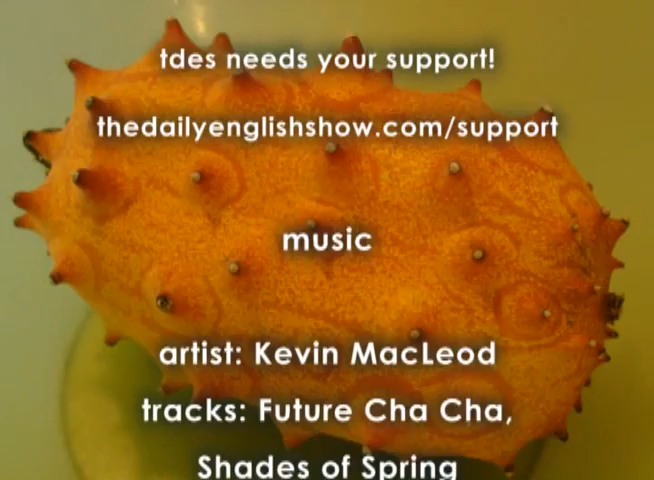 tdes needs your support!
thedailyenglishshow.com/support
music
artist: Kevin MacLeod
tracks: Future Cha Cha,
Shades of Spring